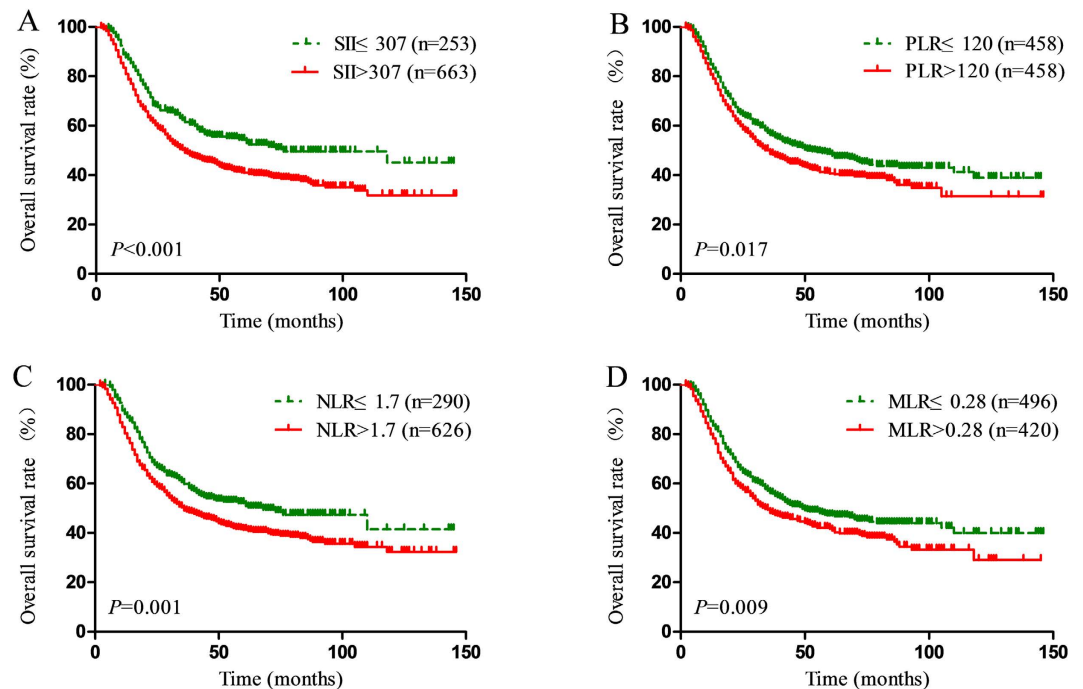 A
Overall survival rate (%)
100
80
60
40
20
0
SII≤ 307 (n=253)
SII>307 (n=663)
P<0.001
0 50 100 150
Time (months)
B
Overall survival rate (%)
100
80
60
40
20
0
PLR≤ 120 (n=458)
PLR>120 (n=458)
P=0.017
0 50 100 150
Time (months)
C
Overall survival rate (%)
100
80
60
40
20
0
NLR≤ 1.7 (n=290)
NLR>1.7 (n=626)
P=0.001
0 50 100 150
Time (months)
D
Overall survival rate (%)
100
80
60
40
20
0
MLR≤ 0.28 (n=496)
MLR>0.28 (n=420)
P=0.009
0 50 100 150
Time (months)